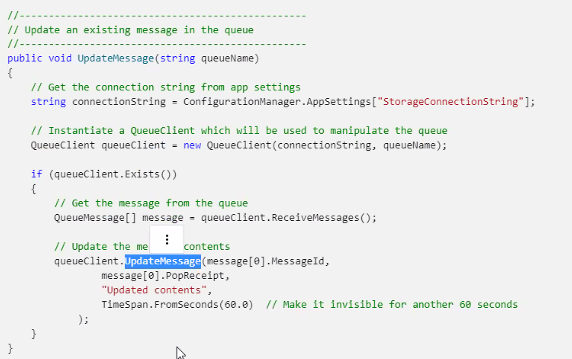 //-------------------------------------------------
// Update an existing message in the queue
//-------------------------------------------------
public void UpdateMessage(string queueName)
{
    // Get the connection string from app settings
    string connectionString = ConfigurationManager.AppSettings["StorageConnectionString"];

    // Instantiate a QueueClient which will be used to manipulate the queue
    QueueClient queueClient = new QueueClient(connectionString, queueName);

    if (queueClient.Exists())
    {
        // Get the message from the queue
        QueueMessage[] message = queueClient.ReceiveMessages();

        // Update the me contents
        queueClient.UpdateMessage(message[0].MessageId,
                message[0].PopReceipt,
                "Updated contents",
                TimeSpan.FromSeconds(60.0)  // Make it invisible for another 60 seconds
            );
    }
}